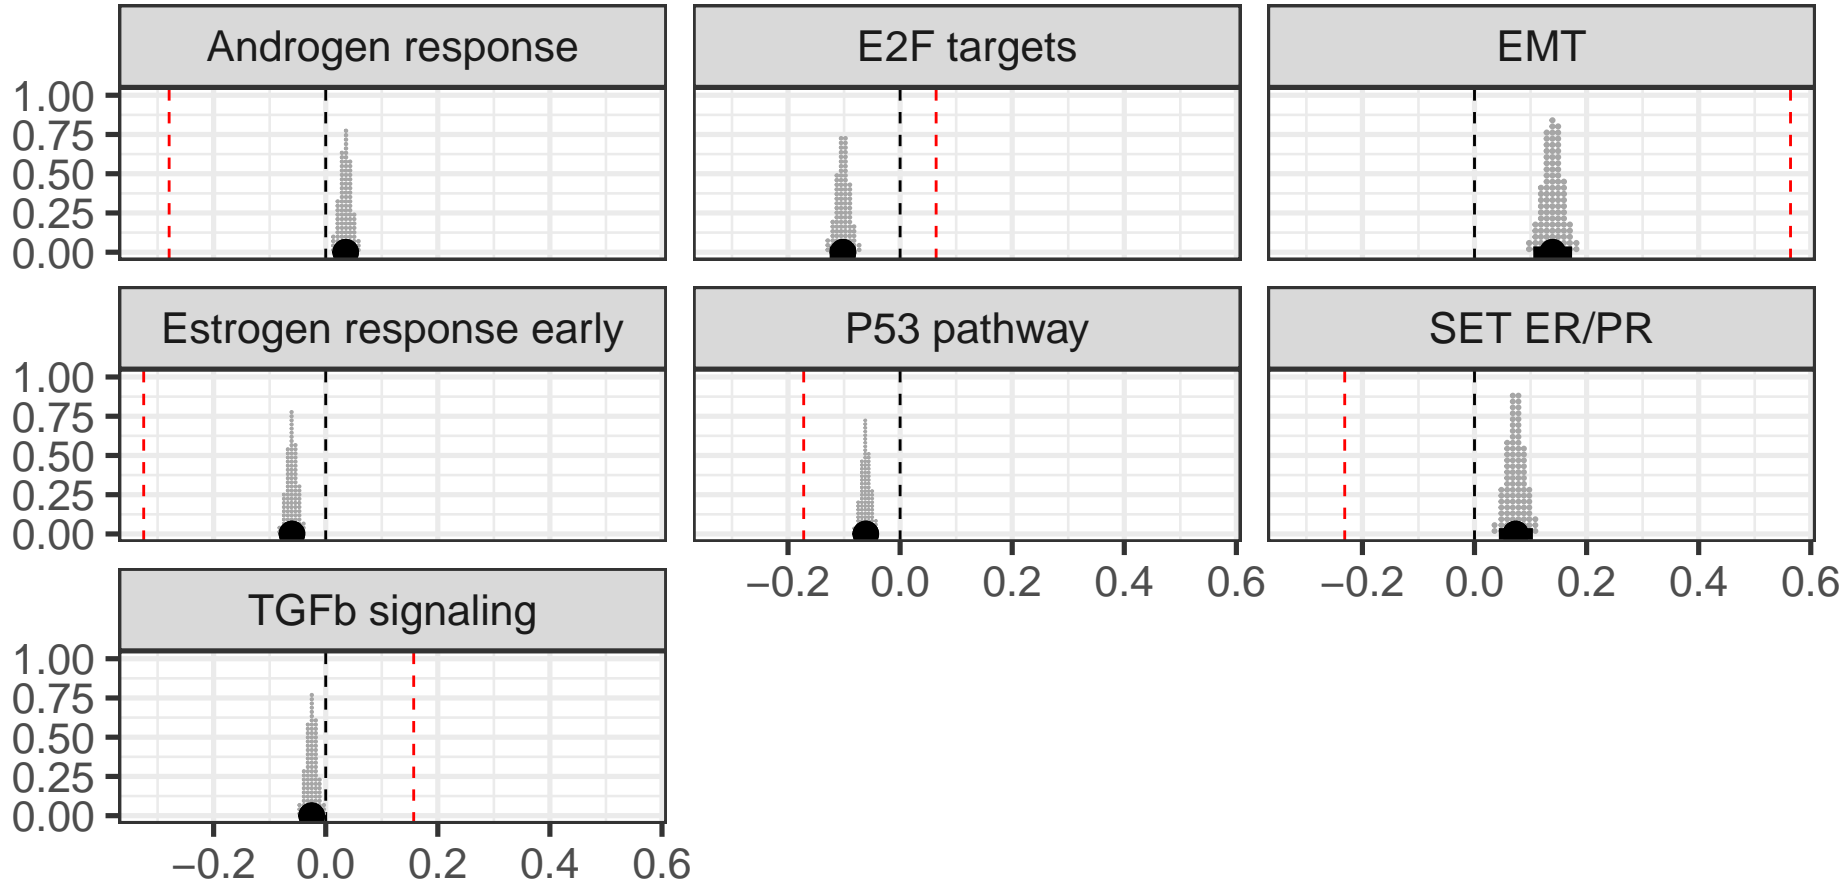 Androgen response
E2F targets
EMT
1.00
0.75
0.50
0.25
0.00
Estrogen response early
P53 pathway
SET ER/PR
1.00
0.75
0.50
0.25
0.00
−0.2 0.0 0.2 0.4 0.6
−0.2 0.0 0.2 0.4 0.6
TGFb signaling
1.00
0.75
0.50
0.25
0.00
−0.2 0.0 0.2 0.4 0.6